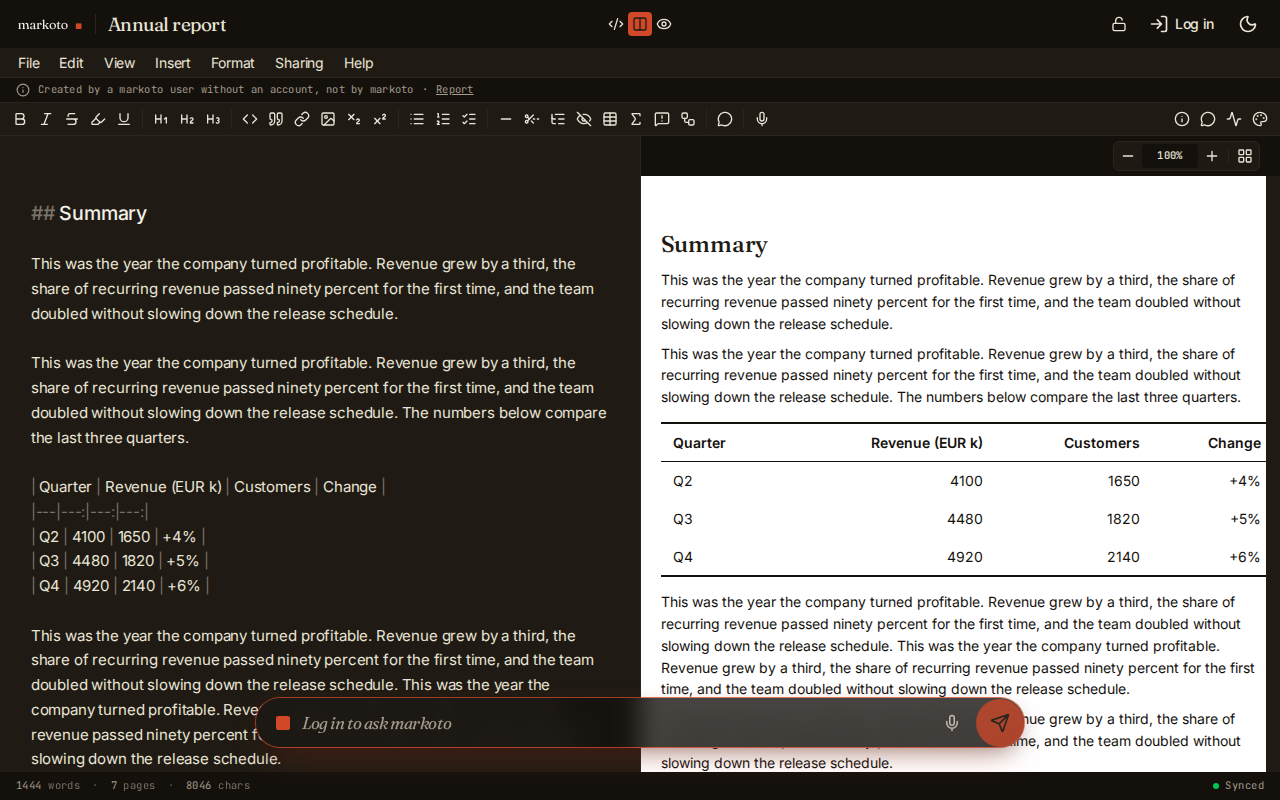 markoto
Annual report
Log in
File Edit View Insert Format Sharing Help
Created by a markoto user without an account, not by markoto · Report
H1 H2 H3
100%
## Summary
This was the year the company turned profitable. Revenue grew by a third, the
share of recurring revenue passed ninety percent for the first time, and the team
doubled without slowing down the release schedule.
This was the year the company turned profitable. Revenue grew by a third, the
share of recurring revenue passed ninety percent for the first time, and the team
doubled without slowing down the release schedule. The numbers below compare
the last three quarters.
| Quarter | Revenue (EUR k) | Customers | Change |
|---|---:|---:|---:|
| Q2 | 4100 | 1650 | +4% |
| Q3 | 4480 | 1820 | +5% |
| Q4 | 4920 | 2140 | +6% |
This was the year the company turned profitable. Revenue grew by a third, the
share of recurring revenue passed ninety percent for the first time, and the team
doubled without slowing down the release schedule. This was the year the
company turned profitable. Reve
revenue passed ninety percent f
slowing down the release schedule.
Summary
This was the year the company turned profitable. Revenue grew by a third, the share of
recurring revenue passed ninety percent for the first time, and the team doubled without
slowing down the release schedule.
This was the year the company turned profitable. Revenue grew by a third, the share of
recurring revenue passed ninety percent for the first time, and the team doubled without
slowing down the release schedule. The numbers below compare the last three quarters.
Quarter Revenue (EUR k) Customers Change
Q2 4100 1650 +4%
Q3 4480 1820 +5%
Q4 4920 2140 +6%
This was the year the company turned profitable. Revenue grew by a third, the share of
recurring revenue passed ninety percent for the first time, and the team doubled without
slowing down the release schedule. This was the year the company turned profitable.
Revenue grew by a third, the share of recurring revenue passed ninety percent for the first
time, and the team doubled without slowing down the release schedule.
nue grew by a third, the share of
ime, and the team doubled without
slowing down the release schedule.
Log in to ask markoto
1444 words · 7 pages · 8046 chars
Synced